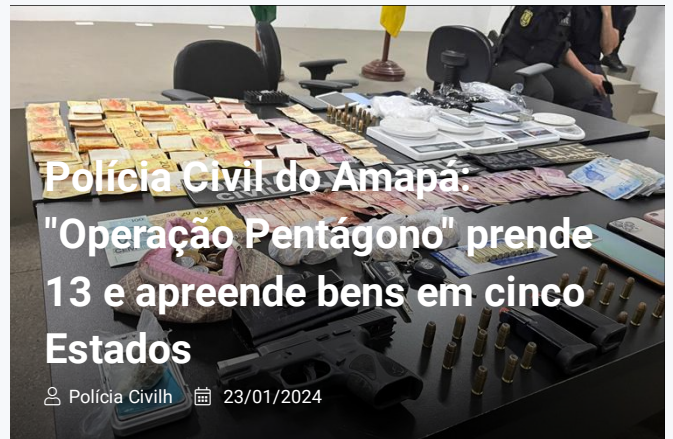 Polícia Civil do Amapá:
"Operação Pentágono" prende
13 e apreende bens em cinco
Estados
Polícia Civilh 23/01/2024